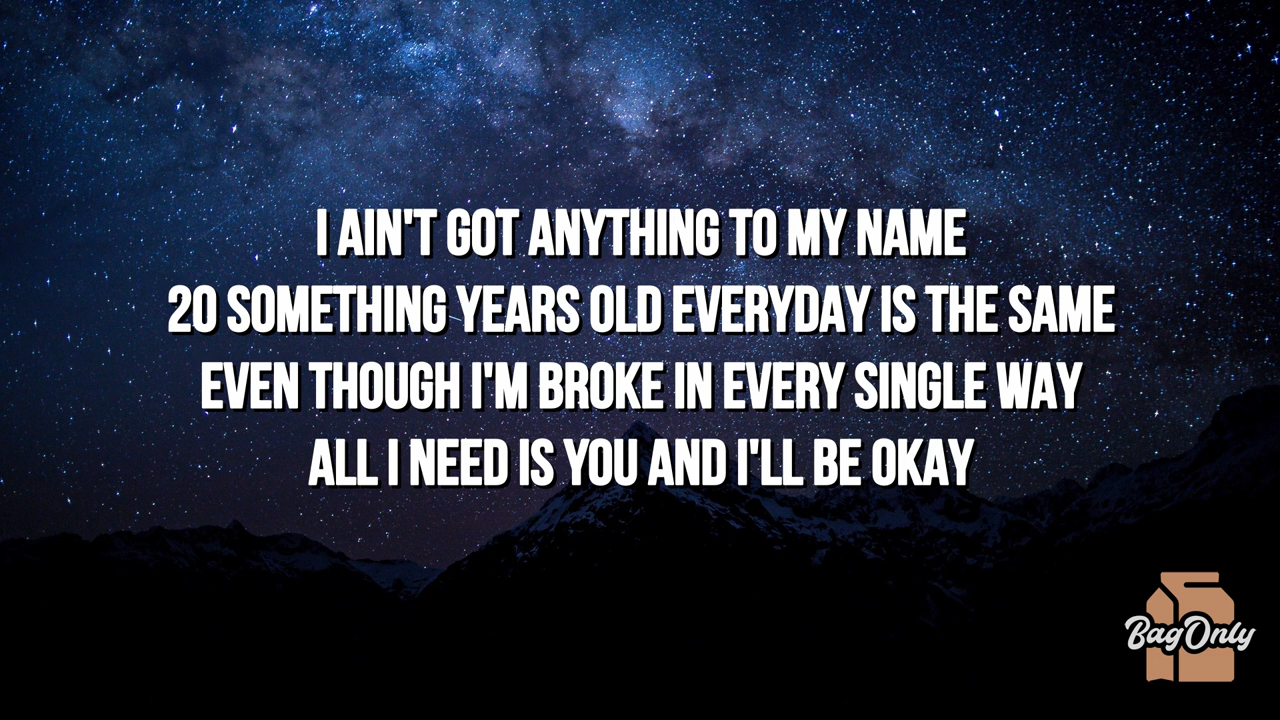 I AIN'T GOT ANYTHING TO MY NAME
20 SOMETHING YEARS OLD EVERYDAY IS THE SAME
EVEN THOUGH I'M BROKE IN EVERY SINGLE WAY
ALL I NEED IS YOU AND I'LL BE OKAY
BagOnly